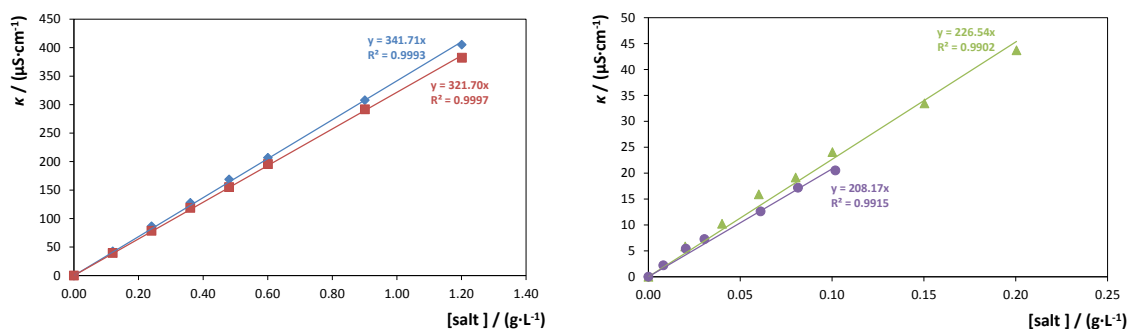 κ / (μS·cm⁻¹)
450
400
350
300
250
200
150
100
50
0
y = 341.71x
R² = 0.9993
y = 321.70x
R² = 0.9997
0.00 0.20 0.40 0.60 0.80 1.00 1.20 1.40
[salt ] / (g·L⁻¹)
κ / (μS·cm⁻¹)
50
45
40
35
30
25
20
15
10
5
0
y = 226.54x
R² = 0.9902
y = 208.17x
R² = 0.9915
0.00 0.05 0.10 0.15 0.20 0.25
[salt ] / (g·L⁻¹)